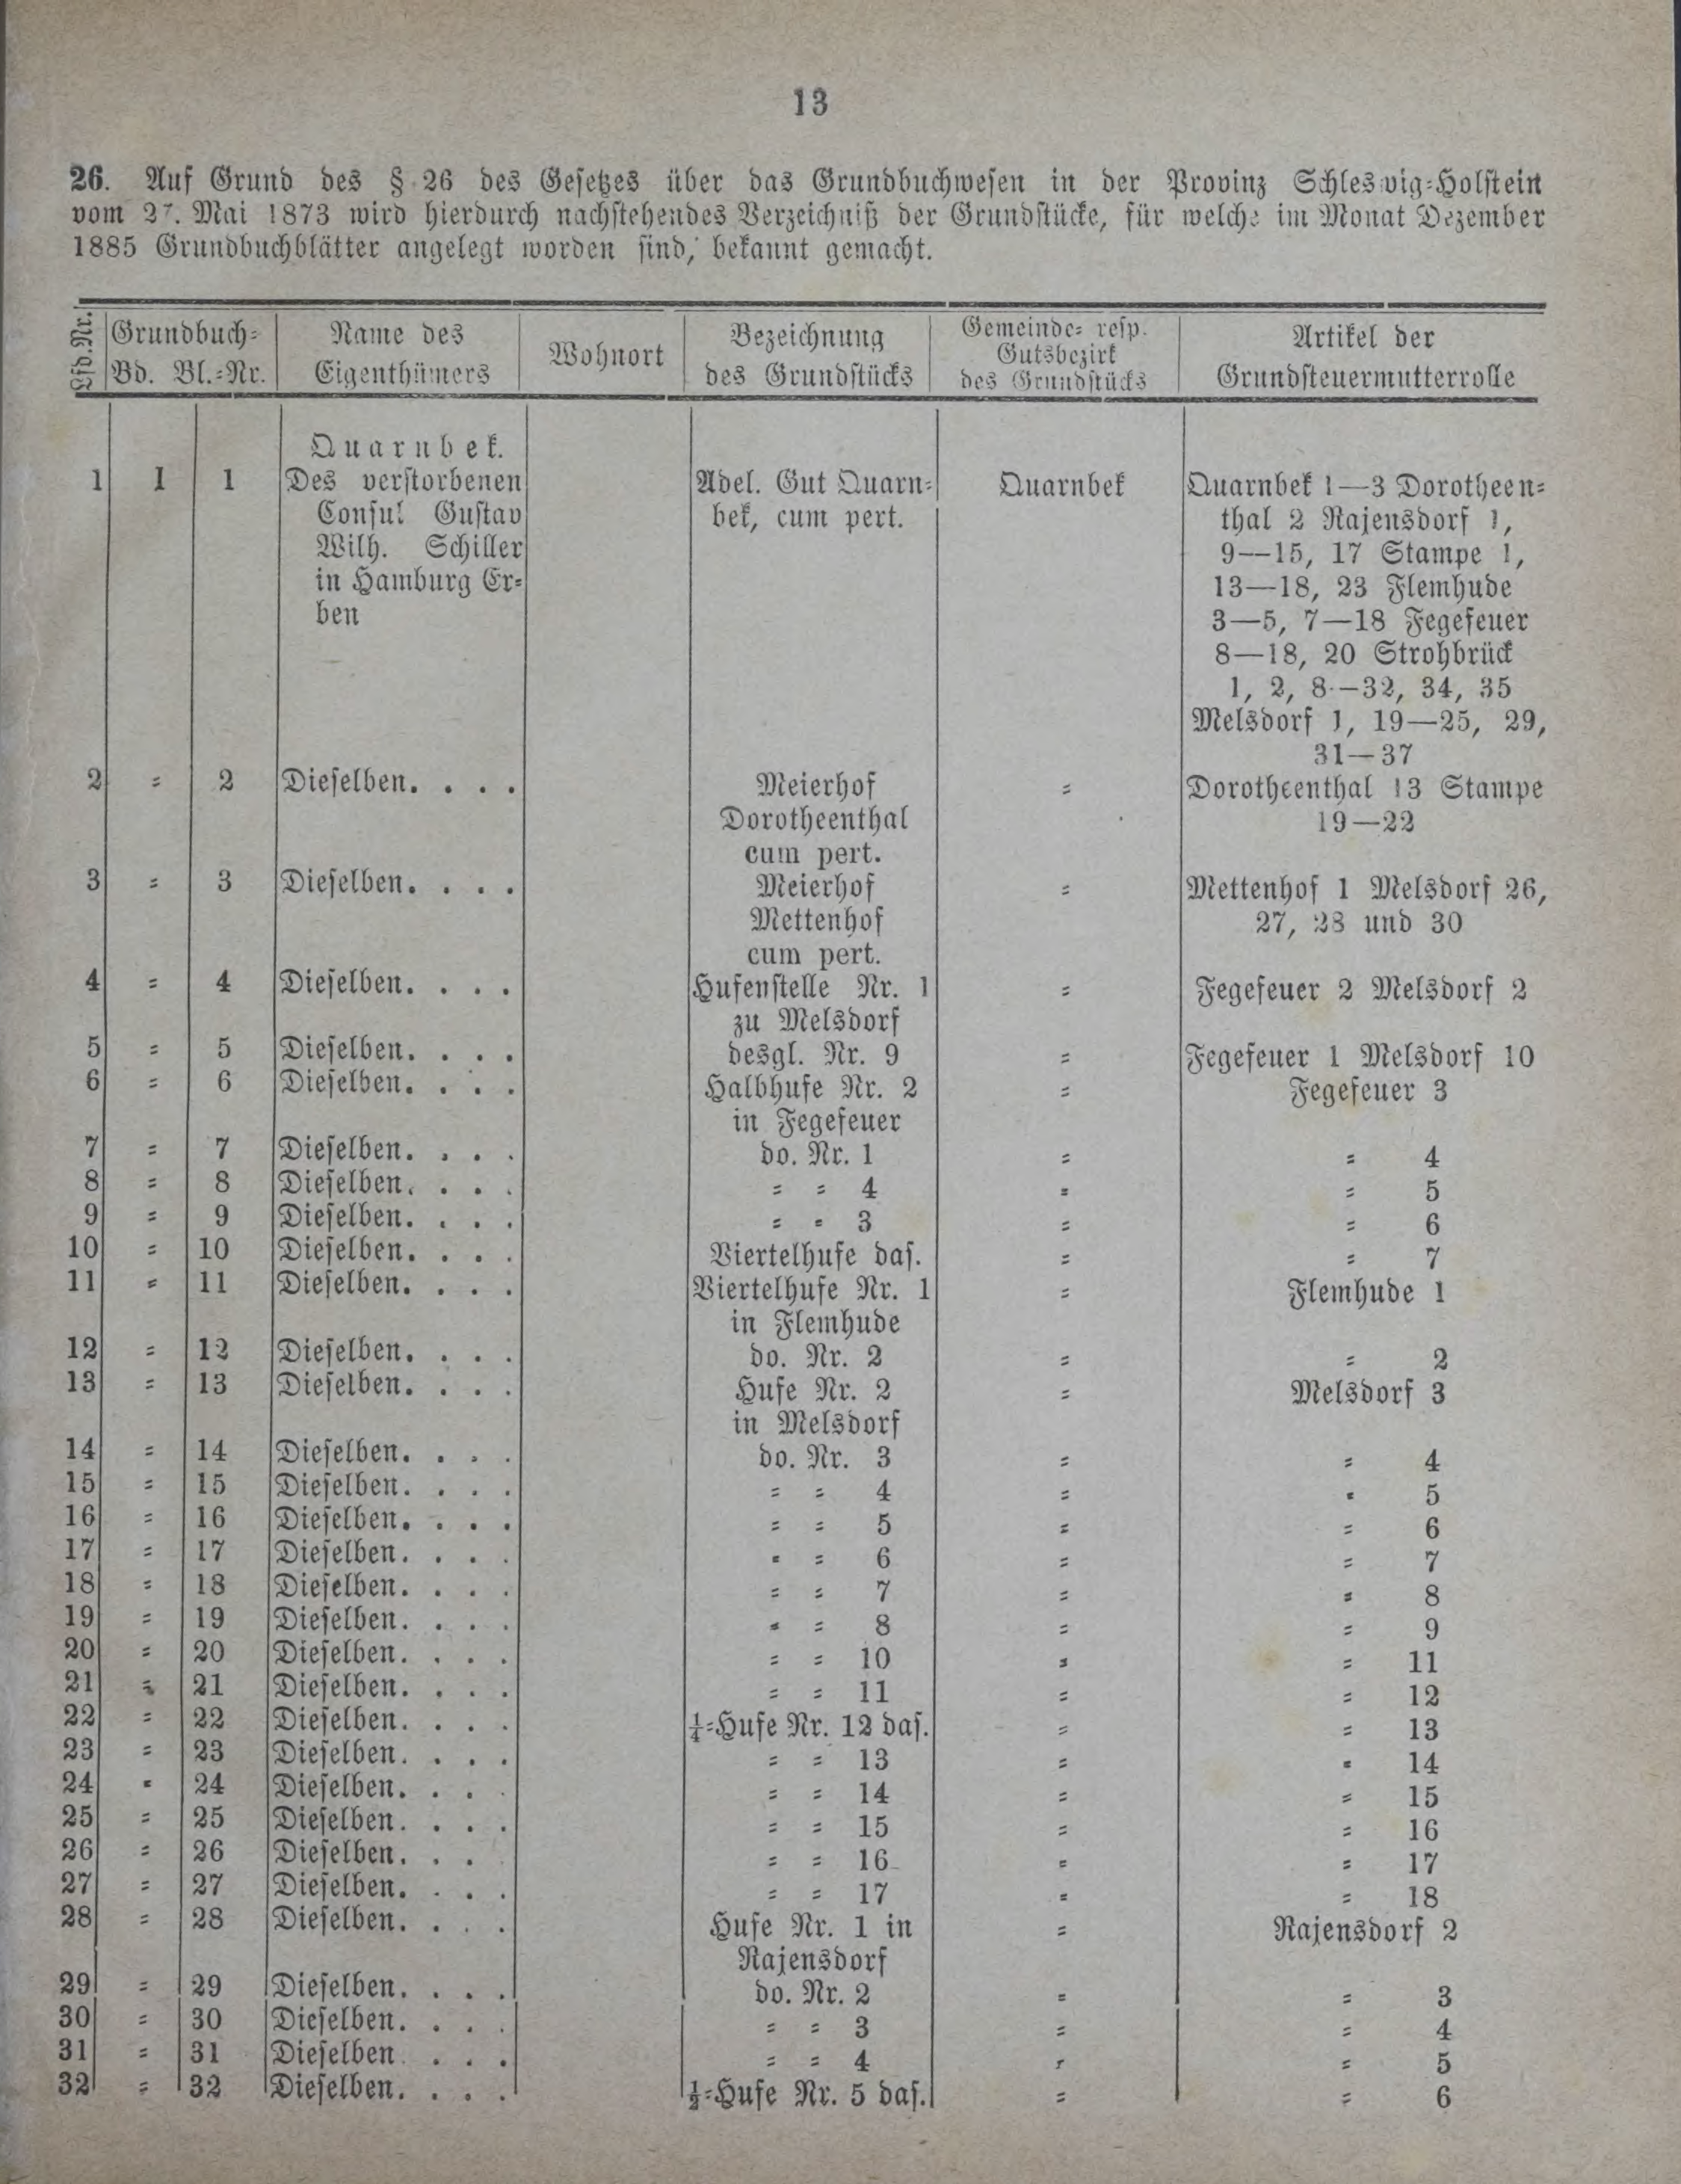 13
26. Auf Grund des § 26 des Gesetzes über das Grundbuchwesen in der Provinz Schleswig-Holstein
vom 27. Mai 1873 wird hierdurch nachstehendes Verzeichniß der Grundstücke, für welche im Monat Dezember
1885 Grundbuchblätter angelegt worden sind, bekannt gemacht.
Lfd. Nr. | Grundbuch- Bd. Bl.-Nr. | Name des Eigenthümers | Wohnort | Bezeichnung des Grundstücks | Gemeinde- resp. Gutsbezirk des Grundstücks | Artikel der Grundsteuermutterrolle
Quarnbek.
1 I 1 Des verstorbenen Adel. Gut Quarn- Quarnbek Quarnbek 1—3 Dorotheen-
Consul Gustav bek, cum pert. thal 2 Rajensdorf 1,
Wilh. Schiller 9—15, 17 Stampe 1,
in Hamburg Er- 13—18, 23 Flemhude
ben 3—5, 7—18 Fegefeuer
8—18, 20 Strohbrück
1, 2, 8—32, 34, 35
Melsdorf 1, 19—25, 29,
31—37
2 = 2 Dieselben. . . . Meierhof = Dorotheenthal 13 Stampe
Dorotheenthal 19—22
cum pert.
3 = 3 Dieselben. . . . Meierhof = Mettenhof 1 Melsdorf 26,
Mettenhof 27, 28 und 30
cum pert.
4 = 4 Dieselben. . . . Hufenstelle Nr. 1 = Fegefeuer 2 Melsdorf 2
zu Melsdorf
5 = 5 Dieselben. . . . desgl. Nr. 9 = Fegefeuer 1 Melsdorf 10
6 = 6 Dieselben. . . . Halbhufe Nr. 2 = Fegefeuer 3
in Fegefeuer
7 = 7 Dieselben. . . . do. Nr. 1 = = 4
8 = 8 Dieselben. . . . = = 4 = = 5
9 = 9 Dieselben. . . . = = 3 = = 6
10 = 10 Dieselben. . . . Viertelhufe das. = = 7
11 = 11 Dieselben. . . . Viertelhufe Nr. 1 = Flemhude 1
in Flemhude
12 = 12 Dieselben. . . . do. Nr. 2 = = 2
13 = 13 Dieselben. . . . Hufe Nr. 2 = Melsdorf 3
in Melsdorf
14 = 14 Dieselben. . . . do. Nr. 3 = = 4
15 = 15 Dieselben. . . . = = 4 = = 5
16 = 16 Dieselben. . . . = = 5 = = 6
17 = 17 Dieselben. . . . = = 6 = = 7
18 = 18 Dieselben. . . . = = 7 = = 8
19 = 19 Dieselben. . . . = = 8 = = 9
20 = 20 Dieselben. . . . = = 10 = = 11
21 = 21 Dieselben. . . . = = 11 = = 12
22 = 22 Dieselben. . . . ¼-Hufe Nr. 12 das. = = 13
23 = 23 Dieselben. . . . = = 13 = = 14
24 = 24 Dieselben. . . . = = 14 = = 15
25 = 25 Dieselben. . . . = = 15 = = 16
26 = 26 Dieselben. . . = = 16 = = 17
27 = 27 Dieselben. . . . = = 17 = = 18
28 = 28 Dieselben. . . . Hufe Nr. 1 in = Rajensdorf 2
Rajensdorf
29 = 29 Dieselben. . . . do. Nr. 2 = = 3
30 = 30 Dieselben. . . . = = 3 = = 4
31 = 31 Dieselben. . . . = = 4 = = 5
32 = 32 Dieselben. . . . ½-Hufe Nr. 5 das. = = 6